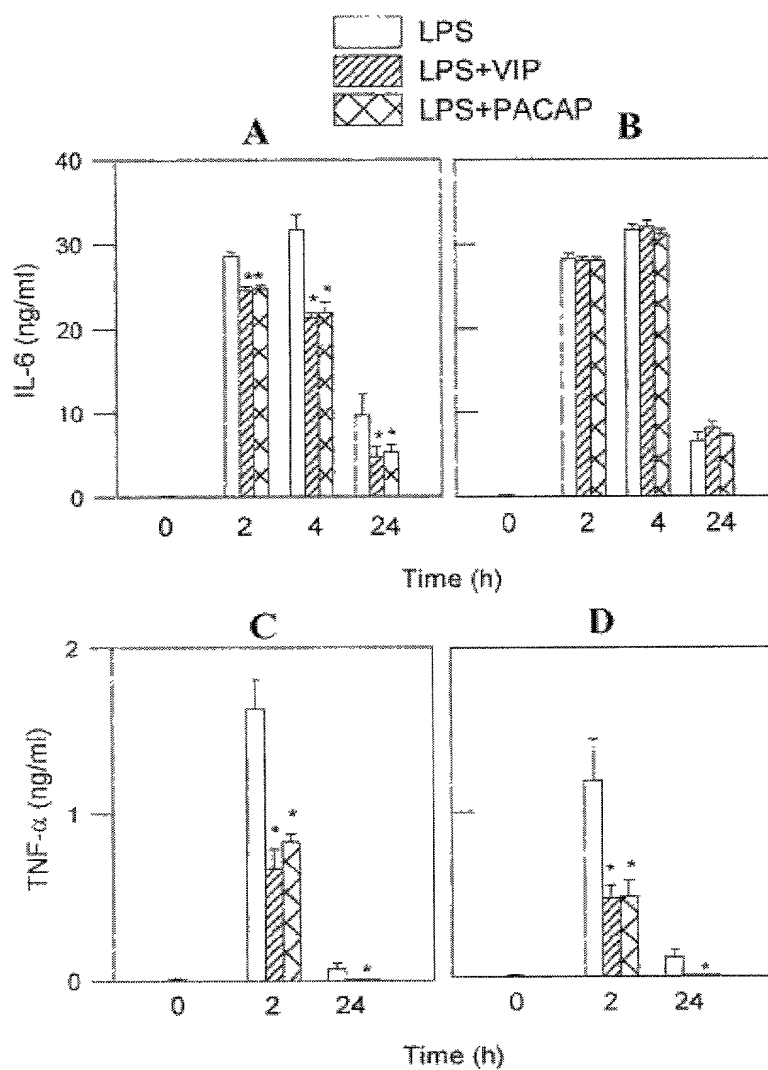 LPS
LPS+VIP
LPS+PACAP
A B
40
30
20
10
0
IL-6 (ng/ml)
** * * * *
0 2 4 24 0 2 4 24
Time (h)
C D
2
1
0
TNF-α (ng/ml)
* * * * * *
0 2 24 0 2 24
Time (h)